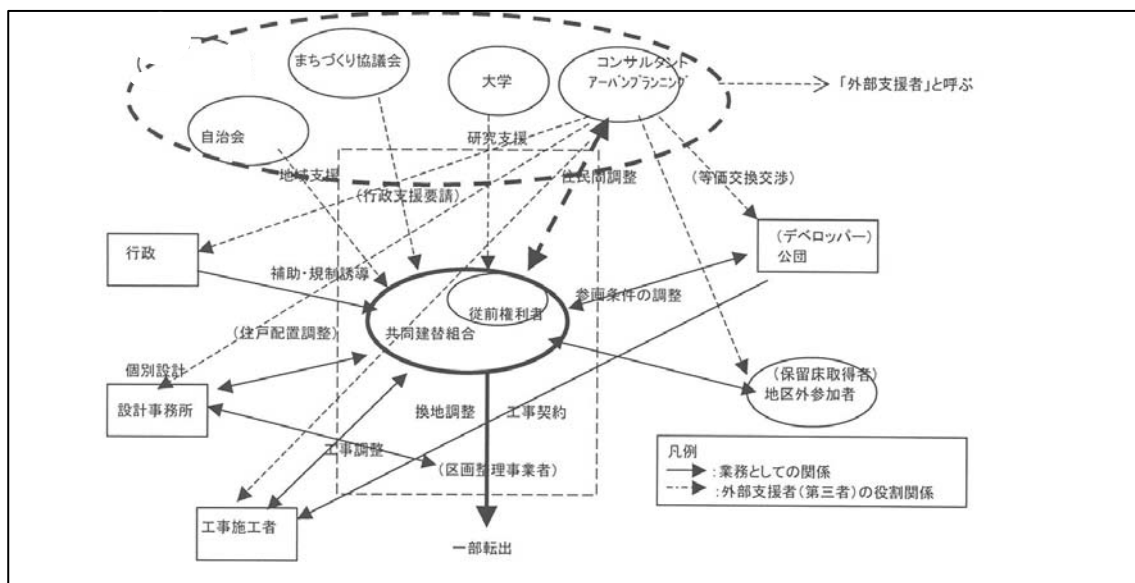 まちづくり協議会
大学
コンサルタント
アーバンプランニング
「外部支援者」と呼ぶ
自治会
研究支援
地域支援
(行政支援要請)
住民間調整
(等価交換交渉)
行政
(デベロッパー)
公団
補助・規制誘導
参画条件の調整
従前権利者
共同建替組合
(住戸配置調整)
個別設計
設計事務所
換地調整
工事契約
(保留床取得者)
地区外参加者
工事調整
(区画整理事業者)
凡例
:業務としての関係
:外部支援者(第三者)の役割関係
工事施工者
一部転出